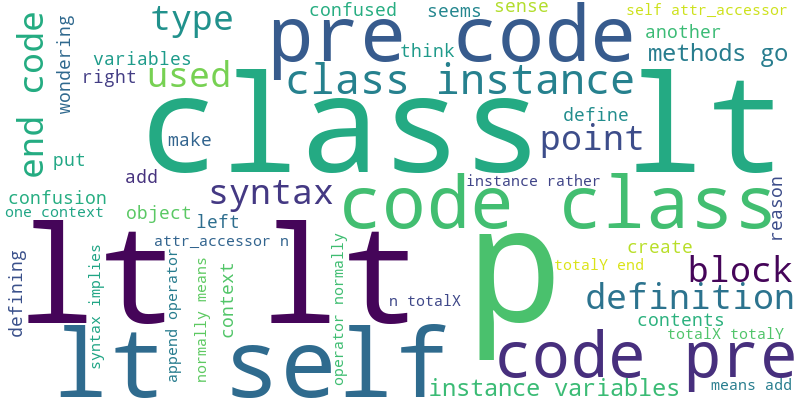 confused
seems
sense
self attr_accessor
type
pre code
another
wondering
variables
think
methods go
right
used
class instance
end code
class lt
define
make
point
put
add
syntax
code class
instance rather
reason
confusion
one context
object
left
lt lt p
attr_accessor n
create
defining
syntax implies
append operator
normally means
context
operator normally
totalY end
block
n totalX
definition
contents
lt self
totalX totalY
code pre
instance variables
means add